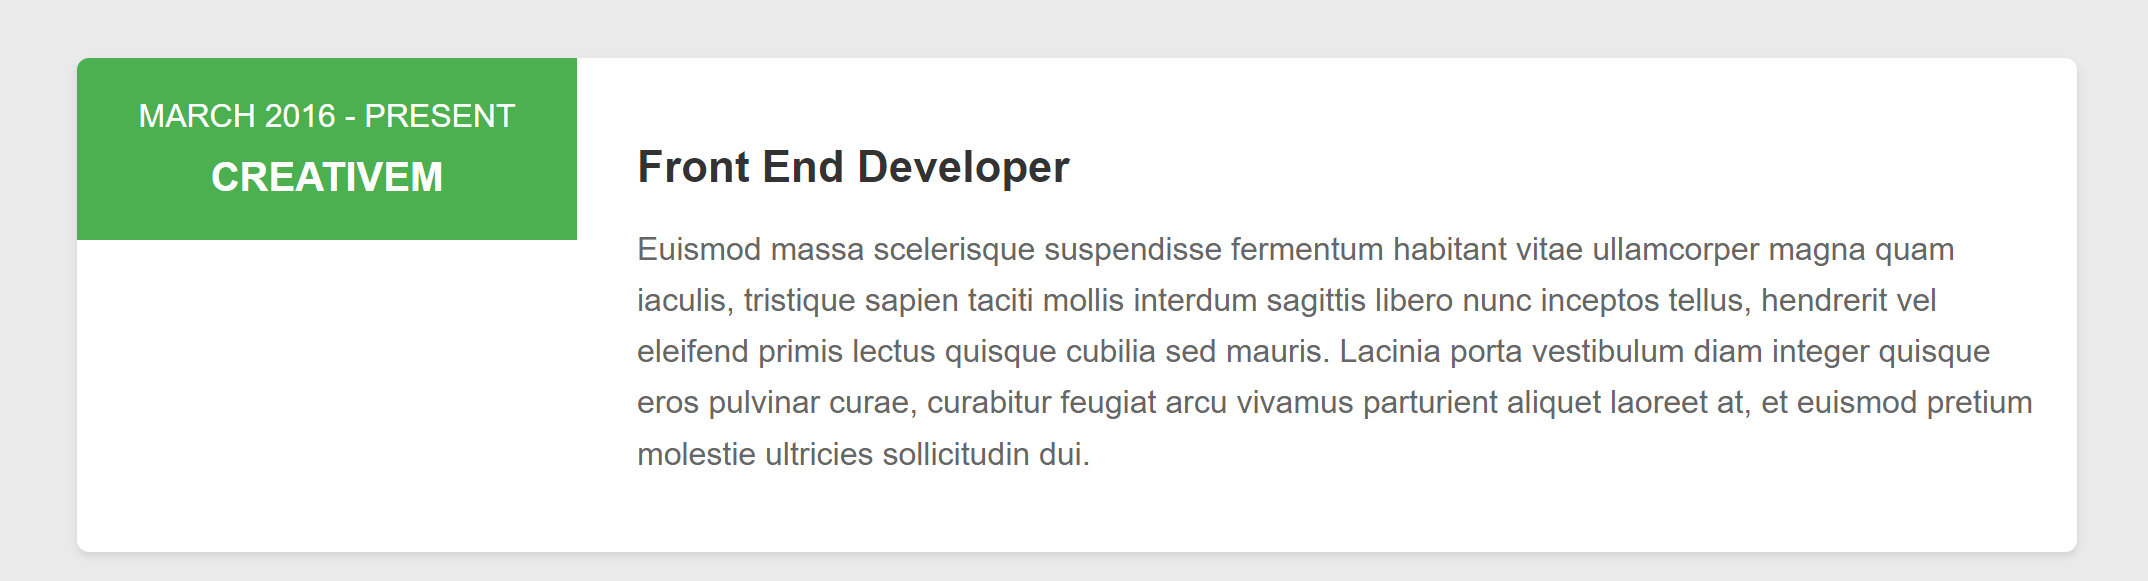 MARCH 2016 - PRESENT
CREATIVEM
Front End Developer
Euismod massa scelerisque suspendisse fermentum habitant vitae ullamcorper magna quam
iaculis, tristique sapien taciti mollis interdum sagittis libero nunc inceptos tellus, hendrerit vel
eleifend primis lectus quisque cubilia sed mauris. Lacinia porta vestibulum diam integer quisque
eros pulvinar curae, curabitur feugiat arcu vivamus parturient aliquet laoreet at, et euismod pretium
molestie ultricies sollicitudin dui.